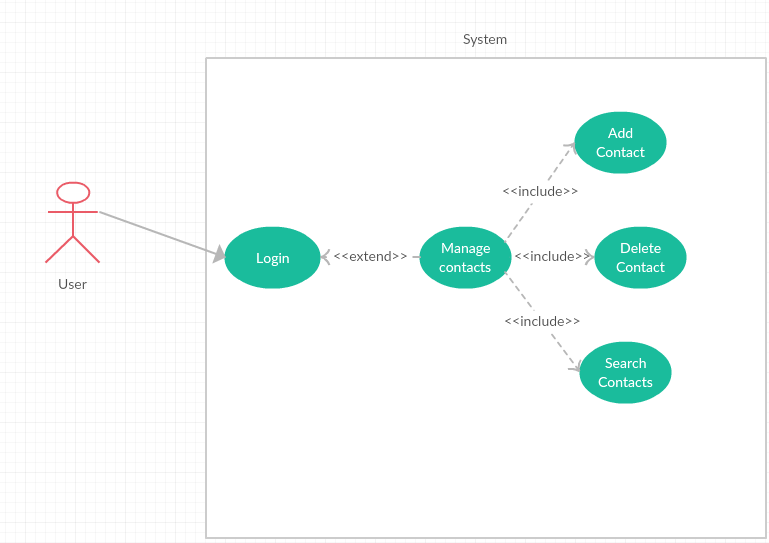 System
Add
Contact
<<include>>
User
Login
<<extend>>
Manage
contacts
<<include>>
Delete
Contact
<<include>>
Search
Contacts